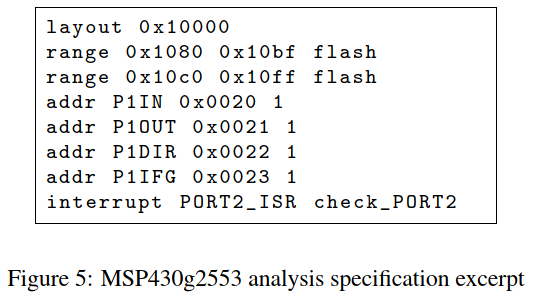 layout 0x10000
range 0x1080 0x10bf flash
range 0x10c0 0x10ff flash
addr P1IN 0x0020 1
addr P1OUT 0x0021 1
addr P1DIR 0x0022 1
addr P1IFG 0x0023 1
interrupt PORT2_ISR check_PORT2
Figure 5: MSP430g2553 analysis specification excerpt